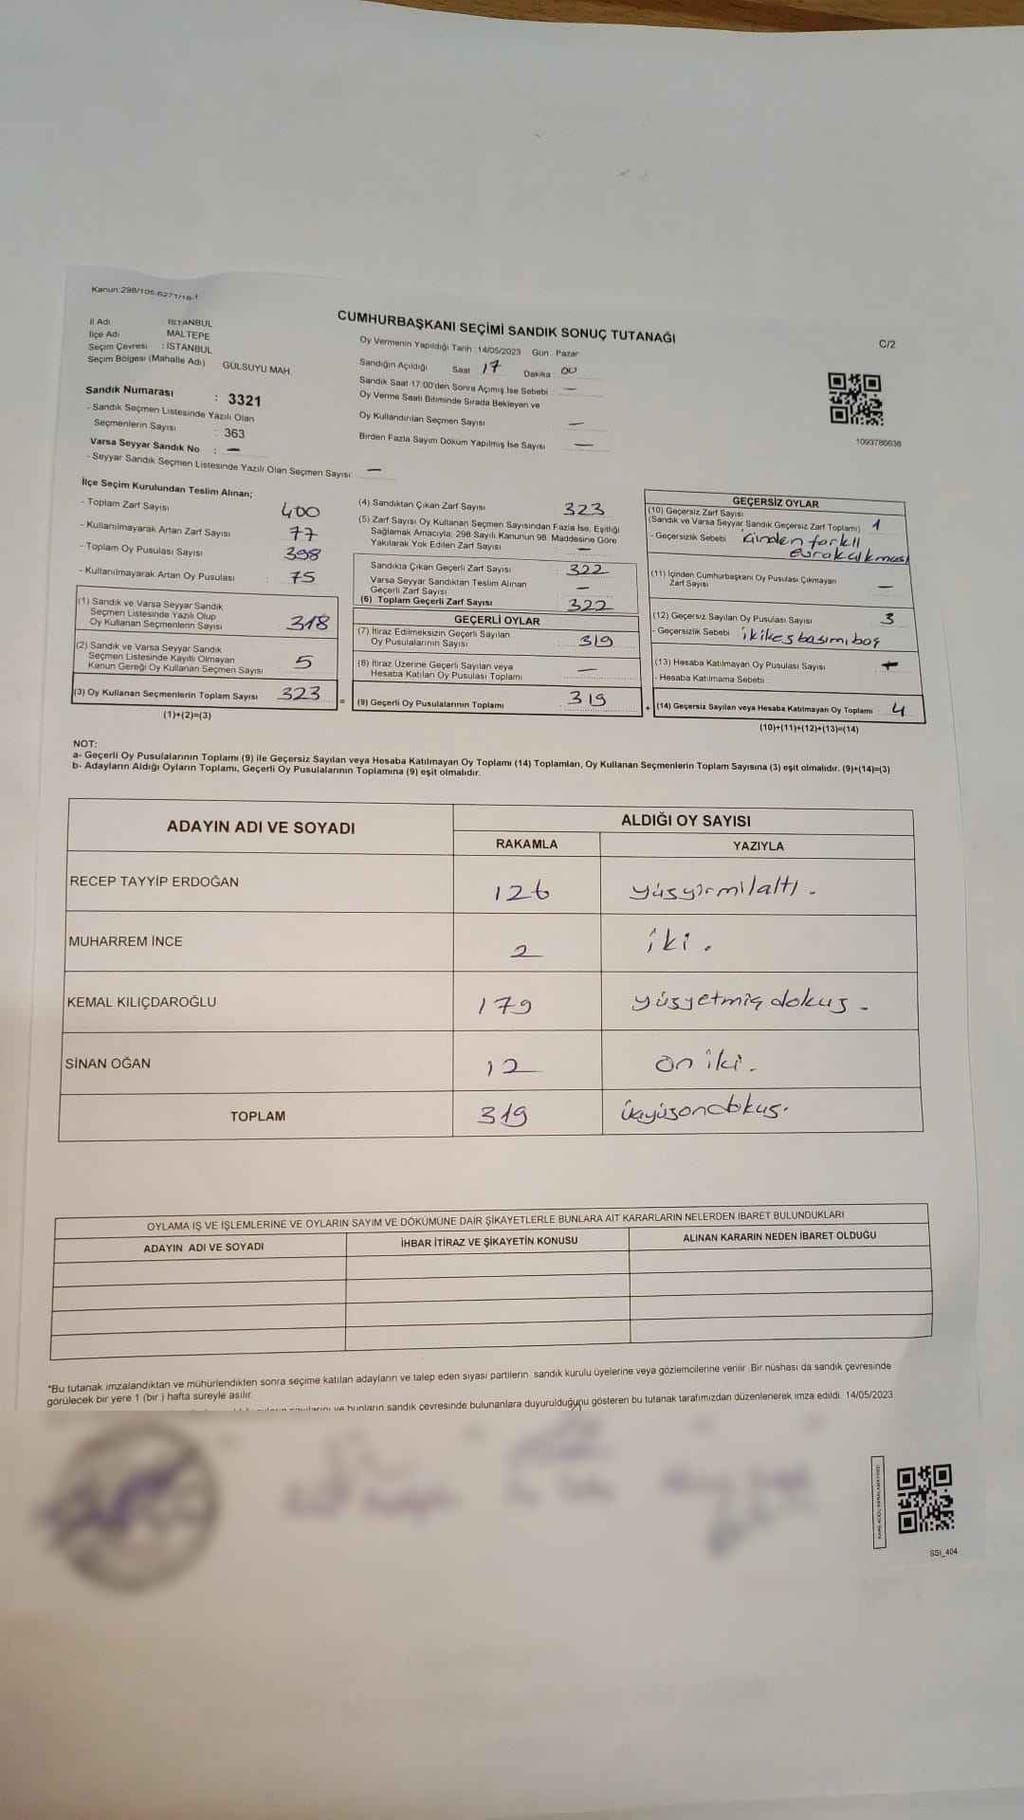 Kanun:298/105-6271/18-1
CUMHURBAŞKANI SEÇİMİ SANDIK SONUÇ TUTANAĞI
C/2
İl Adı : İSTANBUL
İlçe Adı : MALTEPE
Seçim Çevresi : İSTANBUL
Seçim Bölgesi (Mahalle Adı) GÜLSUYU MAH.
Oy Vermenin Yapıldığı Tarih : 14/05/2023 Gün : Pazar
Sandığın Açıldığı Saat 17 Dakika : 00
Sandık Saat 17:00'den Sonra Açımış İse Sebebi : —
Oy Verme Saati Bitiminde Sırada Bekleyen ve
Oy Kullandırılan Seçmen Sayısı —
Birden Fazla Sayım Döküm Yapılmış İse Sayısı —
1093786636
Sandık Numarası : 3321
- Sandık Seçmen Listesinde Yazılı Olan
Seçmenlerin Sayısı : 363
Varsa Seyyar Sandık No : —
- Seyyar Sandık Seçmen Listesinde Yazılı Olan Seçmen Sayısı: —
İlçe Seçim Kurulundan Teslim Alınan;
- Toplam Zarf Sayısı : 400
- Kullanılmayarak Artan Zarf Sayısı : 77
- Toplam Oy Pusulası Sayısı : 398
- Kullanılmayarak Artan Oy Pusulası : 75
(1) Sandık ve Varsa Seyyar Sandık
Seçmen Listesinde Yazılı Olup
Oy Kullanan Seçmenlerin Sayısı 318
(2) Sandık ve Varsa Seyyar Sandık
Seçmen Listesinde Kayıtlı Olmayan
Kanun Gereği Oy Kullanan Seçmen Sayısı 5
(3) Oy Kullanan Seçmenlerin Toplam Sayısı 323
(1)+(2)=(3)
=
(4) Sandıktan Çıkan Zarf Sayısı 323
(5) Zarf Sayısı Oy Kullanan Seçmen Sayısından Fazla İse, Eşitliği
Sağlamak Amacıyla, 298 Sayılı Kanunun 98. Maddesine Göre
Yakılarak Yok Edilen Zarf Sayısı —
Sandıkta Çıkan Geçerli Zarf Sayısı 322
Varsa Seyyar Sandıktan Teslim Alınan
Geçerli Zarf Sayısı —
(6) Toplam Geçerli Zarf Sayısı 322
GEÇERLİ OYLAR
(7) İtiraz Edilmeksizin Geçerli Sayılan
Oy Pusulalarının Sayısı 319
(8) İtiraz Üzerine Geçerli Sayılan veya
Hesaba Katılan Oy Pusulası Toplamı —
(9) Geçerli Oy Pusulalarının Toplamı 319
+
GEÇERSİZ OYLAR
(10) Geçersiz Zarf Sayısı
(Sandık ve Varsa Seyyar Sandık Geçersiz Zarf Toplamı) 1
- Geçersizlik Sebebi içinden farklı
evrak çıkması
(11) İçinden Cumhurbaşkanı Oy Pusulası Çıkmayan
Zarf Sayısı —
(12) Geçersiz Sayılan Oy Pusulası Sayısı 3
- Geçersizlik Sebebi iki kez basımı, boş
(13) Hesaba Katılmayan Oy Pusulası Sayısı
- Hesaba Katılmama Sebebi
(14) Geçersiz Sayılan veya Hesaba Katılmayan Oy Toplamı 4
(10)+(11)+(12)+(13)=(14)
NOT:
a- Geçerli Oy Pusulalarının Toplamı (9) ile Geçersiz Sayılan veya Hesaba Katılmayan Oy Toplamı (14) Toplamları, Oy Kullanan Seçmenlerin Toplam Sayısına (3) eşit olmalıdır. (9)+(14)=(3)
b- Adayların Aldığı Oyların Toplamı, Geçerli Oy Pusulalarının Toplamına (9) eşit olmalıdır.
ADAYIN ADI VE SOYADI
ALDIĞI OY SAYISI
RAKAMLA YAZIYLA
RECEP TAYYİP ERDOĞAN 126 yüzyirmialtı.
MUHARREM İNCE 2 iki.
KEMAL KILIÇDAROĞLU 179 yüzyetmişdokuz.
SİNAN OĞAN 12 on iki.
TOPLAM 319 üçyüzondokuz.
OYLAMA İŞ VE İŞLEMLERİNE VE OYLARIN SAYIM VE DÖKÜMÜNE DAİR ŞİKAYETLERLE BUNLARA AİT KARARLARIN NELERDEN İBARET BULUNDUKLARI
ADAYIN ADI VE SOYADI İHBAR İTİRAZ VE ŞİKAYETİN KONUSU ALINAN KARARIN NEDEN İBARET OLDUĞU
*Bu tutanak imzalandıktan ve mühürlendikten sonra seçime katılan adayların ve talep eden siyasi partilerin sandık kurulu üyelerine veya gözlemcilerine verilir. Bir nüshası da sandık çevresinde
görülecek bir yere 1 (bir ) hafta süreyle asılır.
ve bunların sandık çevresinde bulunanlara duyurulduğunu gösteren bu tutanak tarafımızdan düzenlenerek imza edildi. 14/05/2023
SSI_404